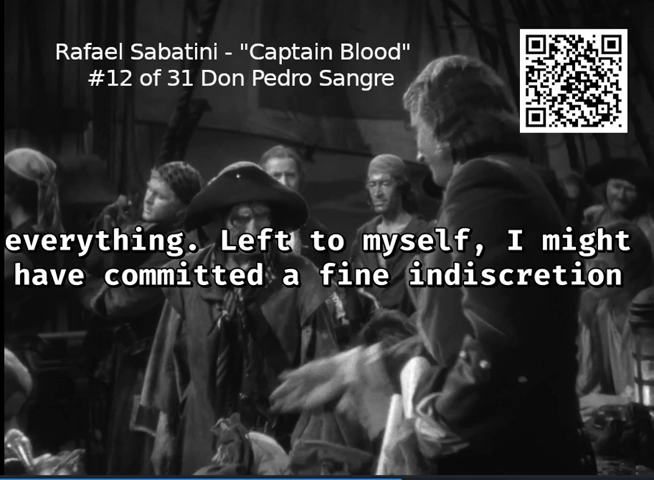 Rafael Sabatini - "Captain Blood"
#12 of 31 Don Pedro Sangre
everything. Left to myself, I might
have committed a fine indiscretion